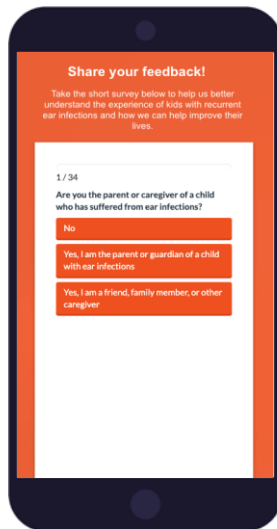 Share your feedback!
Take the short survey below to help us better
understand the experience of kids with recurrent
ear infections and how we can help improve their
lives.
1 / 34
Are you the parent or caregiver of a child
who has suffered from ear infections?
No
Yes, I am the parent or guardian of a child
with ear infections
Yes, I am a friend, family member, or other
caregiver